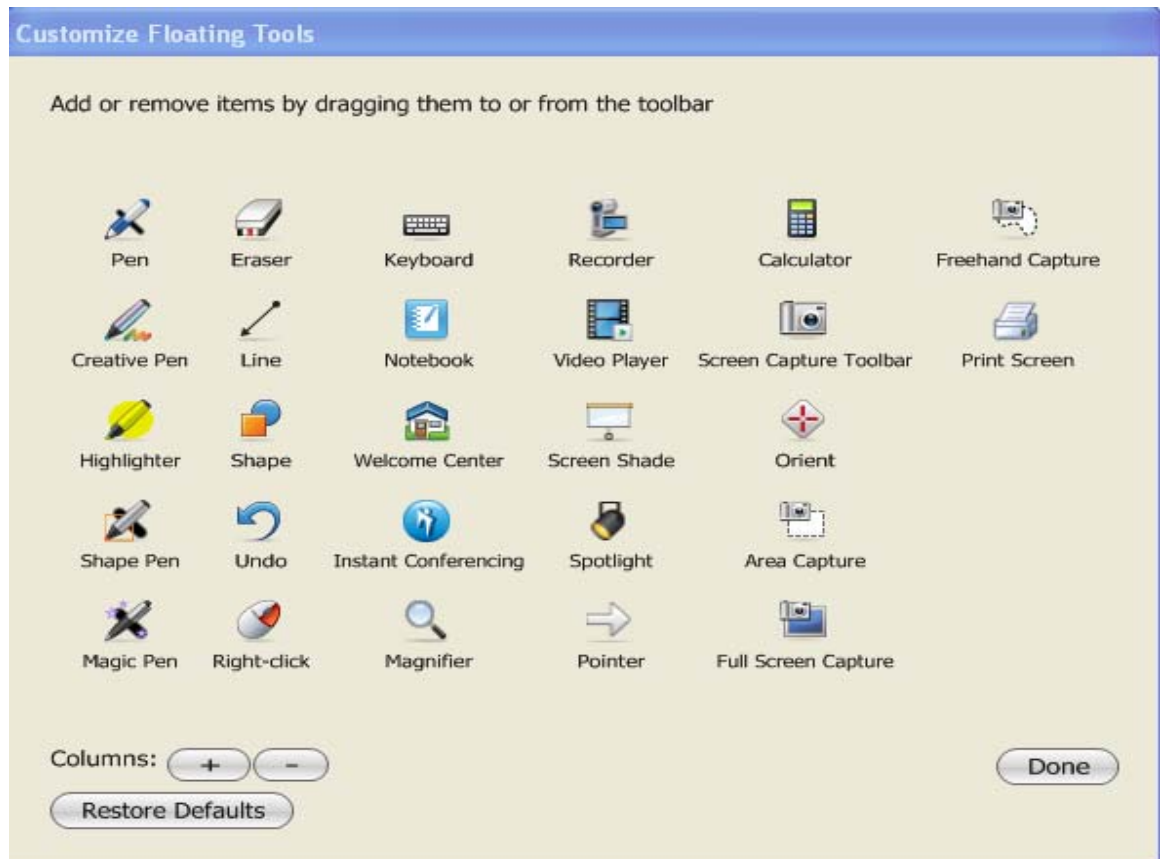 Customize Floating Tools
Add or remove items by dragging them to or from the toolbar
Pen Eraser Keyboard Recorder Calculator Freehand Capture
Creative Pen Line Notebook Video Player Screen Capture Toolbar Print Screen
Highlighter Shape Welcome Center Screen Shade Orient
Shape Pen Undo Instant Conferencing Spotlight Area Capture
Magic Pen Right-click Magnifier Pointer Full Screen Capture
Columns: + - Done
Restore Defaults